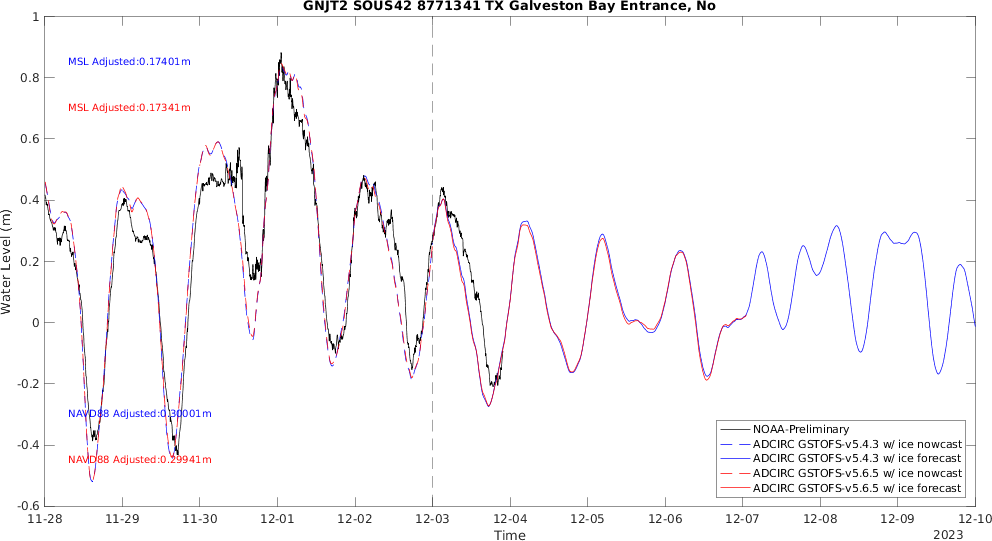 GNJT2 SOUS42 8771341 TX Galveston Bay Entrance, No
Water Level (m)
1
0.8
0.6
0.4
0.2
0
-0.2
-0.4
-0.6
MSL Adjusted:0.17401m
MSL Adjusted:0.17341m
NAVD88 Adjusted:0.30001m
NAVD88 Adjusted:0.29941m
NOAA-Preliminary
ADCIRC GSTOFS-v5.4.3 w/ ice nowcast
ADCIRC GSTOFS-v5.4.3 w/ ice forecast
ADCIRC GSTOFS-v5.6.5 w/ ice nowcast
ADCIRC GSTOFS-v5.6.5 w/ ice forecast
11-28 11-29 11-30 12-01 12-02 12-03 12-04 12-05 12-06 12-07 12-08 12-09 12-10
Time
2023